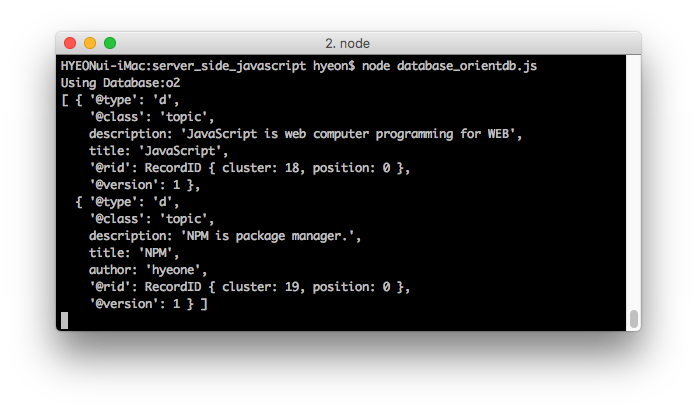 2. node
HYEONui-iMac:server_side_javascript hyeon$ node database_orientdb.js
Using Database:o2
[ { '@type': 'd',
    '@class': 'topic',
    description: 'JavaScript is web computer programming for WEB',
    title: 'JavaScript',
    '@rid': RecordID { cluster: 18, position: 0 },
    '@version': 1 },
  { '@type': 'd',
    '@class': 'topic',
    description: 'NPM is package manager.',
    title: 'NPM',
    author: 'hyeone',
    '@rid': RecordID { cluster: 19, position: 0 },
    '@version': 1 } ]